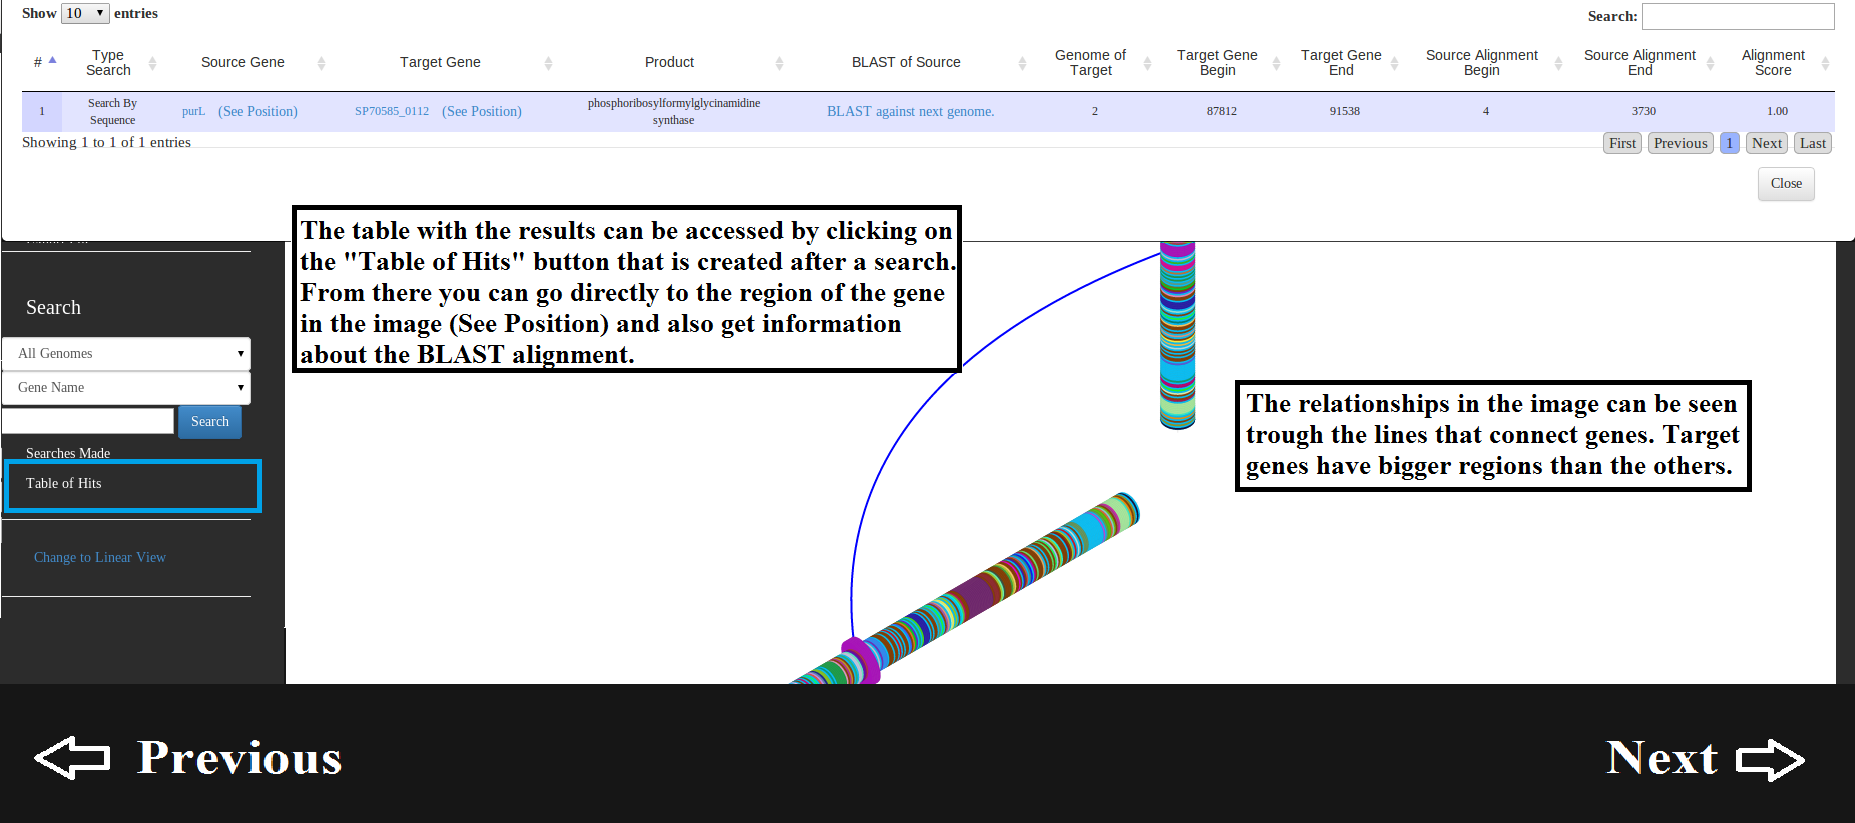 Show 10 entries
Search:
#
Type Search
Source Gene
Target Gene
Product
BLAST of Source
Genome of Target
Target Gene Begin
Target Gene End
Source Alignment Begin
Source Alignment End
Alignment Score
1
Search By Sequence
purL (See Position)
SP70585_0112 (See Position)
phosphoribosylformylglycinamidine synthase
BLAST against next genome.
2
87812
91538
4
3730
1.00
Showing 1 to 1 of 1 entries
First Previous 1 Next Last
Close
The table with the results can be accessed by clicking on
the "Table of Hits" button that is created after a search.
From there you can go directly to the region of the gene
in the image (See Position) and also get information
about the BLAST alignment.
Search
All Genomes
Gene Name
Search
Searches Made
Table of Hits
Change to Linear View
The relationships in the image can be seen
trough the lines that connect genes. Target
genes have bigger regions than the others.
Previous
Next